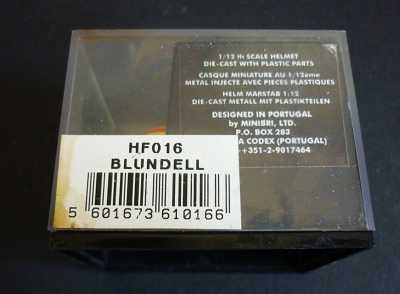 1/12 th SCALE HELMET
DIE-CAST WITH PLASTIC PARTS
CASQUE MINIATURE AU 1/12ème
METAL INJECTE AVEC PIECES PLASTIQUES
HELM MARSTAB 1:12
DIE-CAST METALL MIT PLASTIKTEILEN
DESIGNED IN PORTUGAL
by MINIBRI, LTD.
P.O. BOX 283
CODEX (PORTUGAL)
+351-2-9017464
HF016
BLUNDELL
5 601673 610166